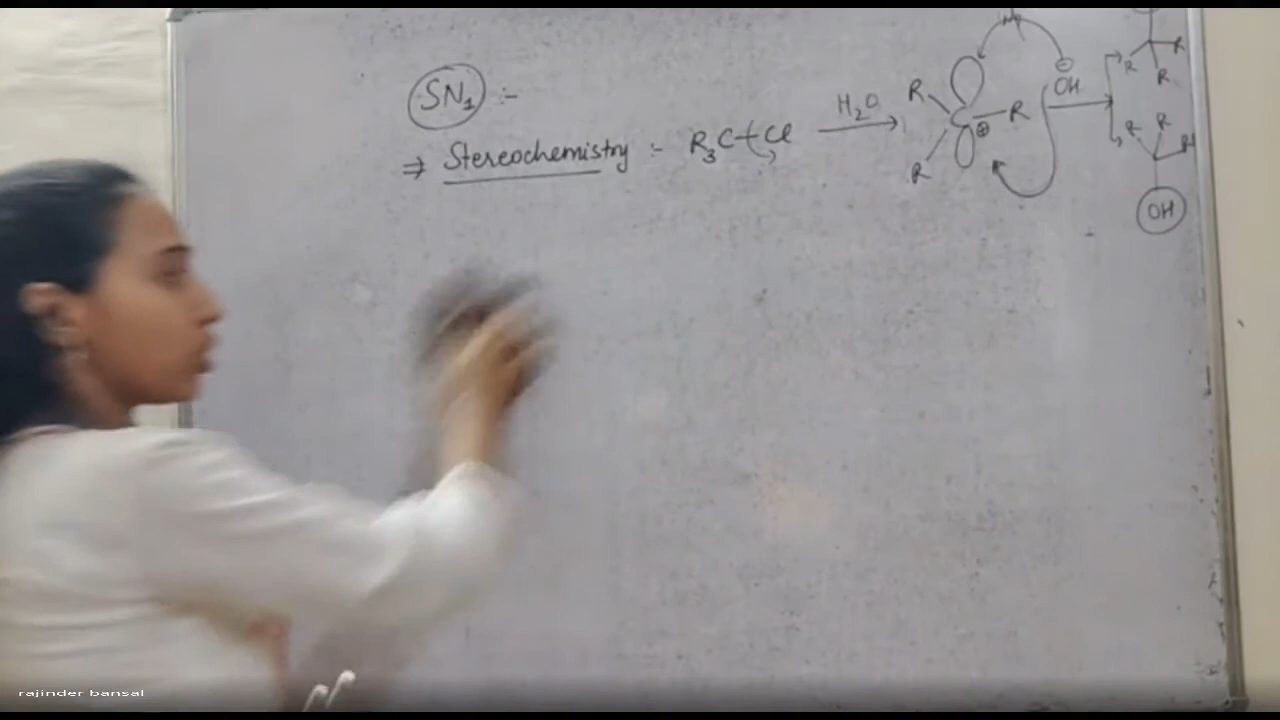 SN1 :-
⇒ Stereochemistry :- R3C-Cl H2O → R R R C ⊕ ⊖ OH →
R R R
R R R
OH
rajinder bansal